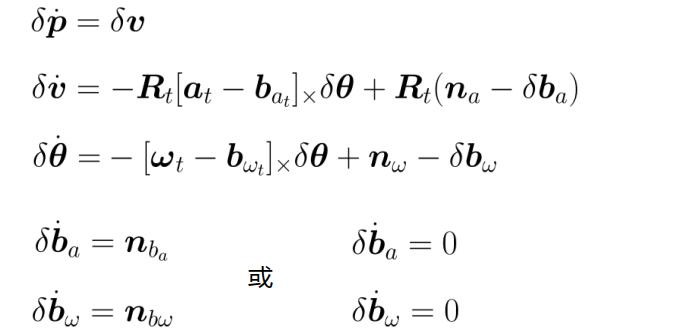 δṗ = δv
δv̇ = −R_t[a_t − b_{a_t}]_×δθ + R_t(n_a − δb_a)
δθ̇ = − [ω_t − b_{ω_t}]_×δθ + n_ω − δb_ω
δḃ_a = n_{b_a} δḃ_a = 0
或
δḃ_ω = n_{bω} δḃ_ω = 0